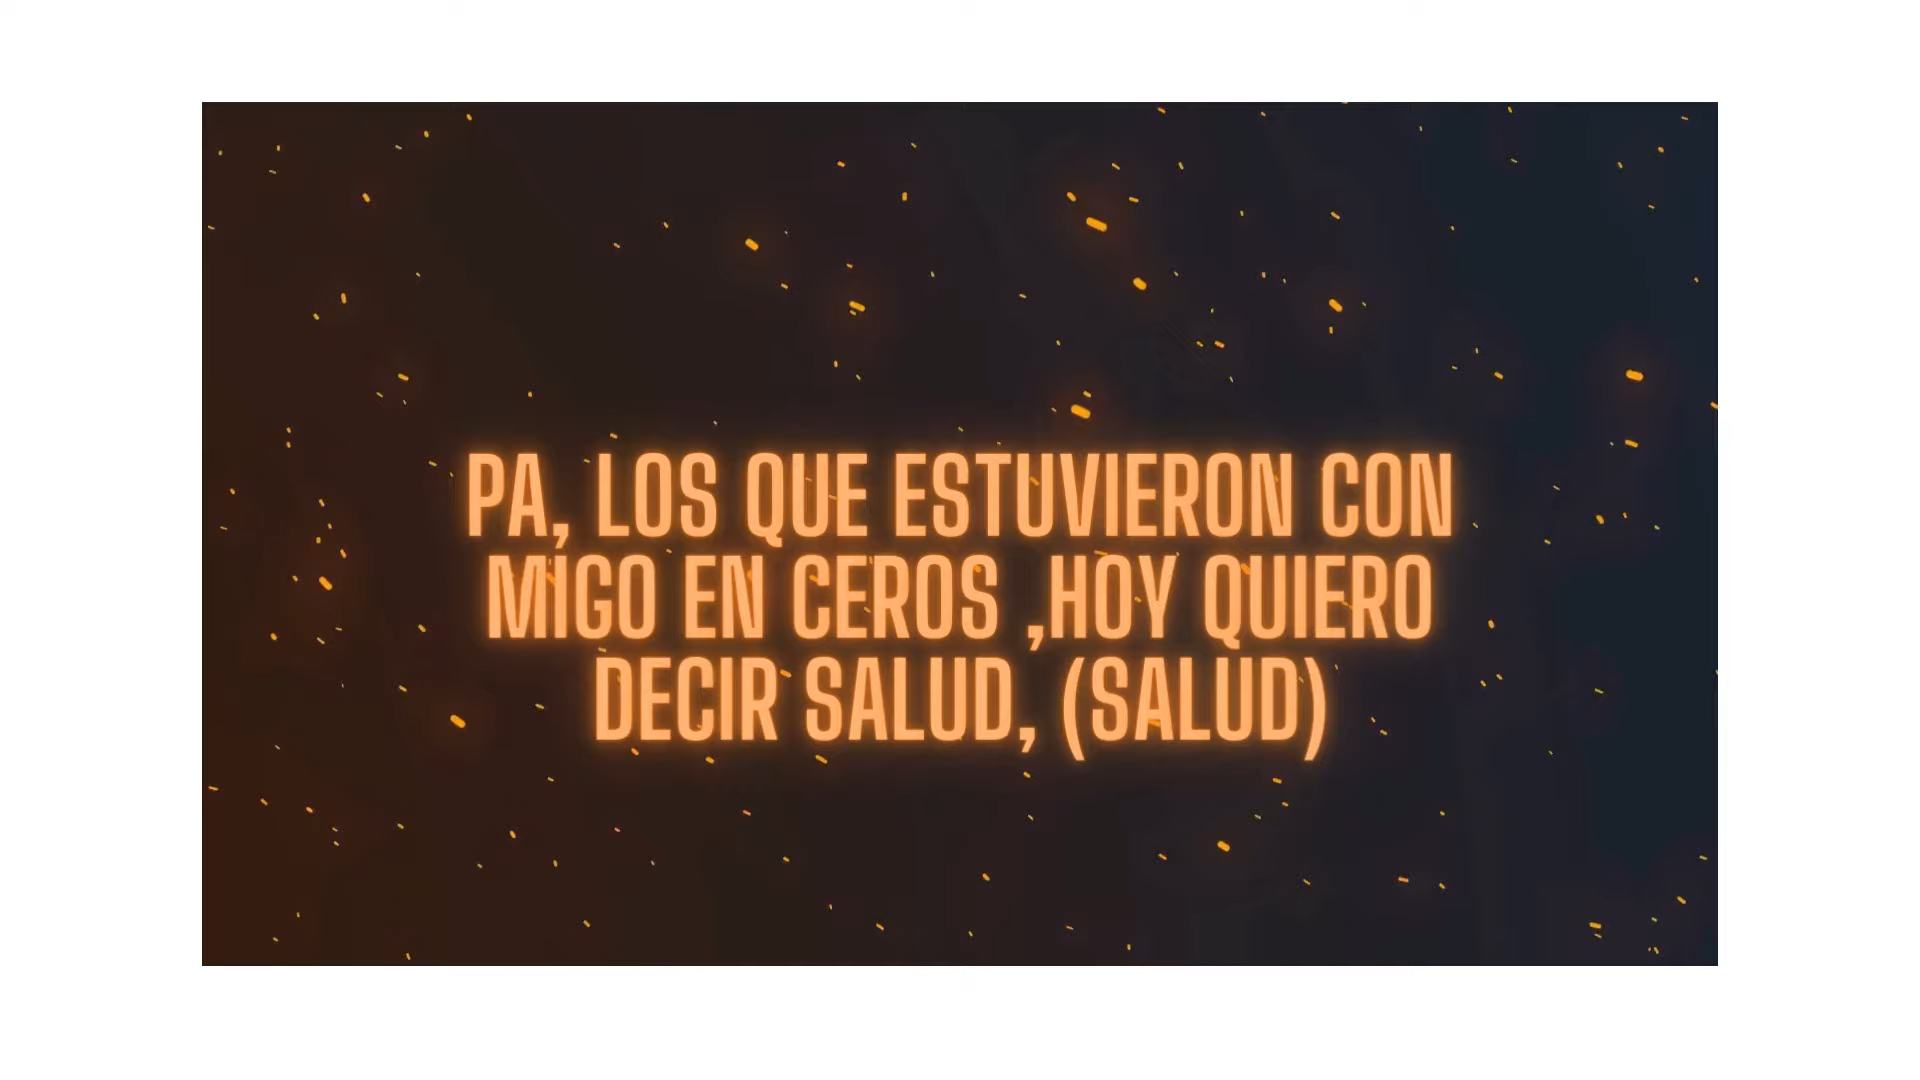 PA, LOS QUE ESTUVIERON CON
MIGO EN CEROS ,HOY QUIERO
DECIR SALUD, (SALUD)